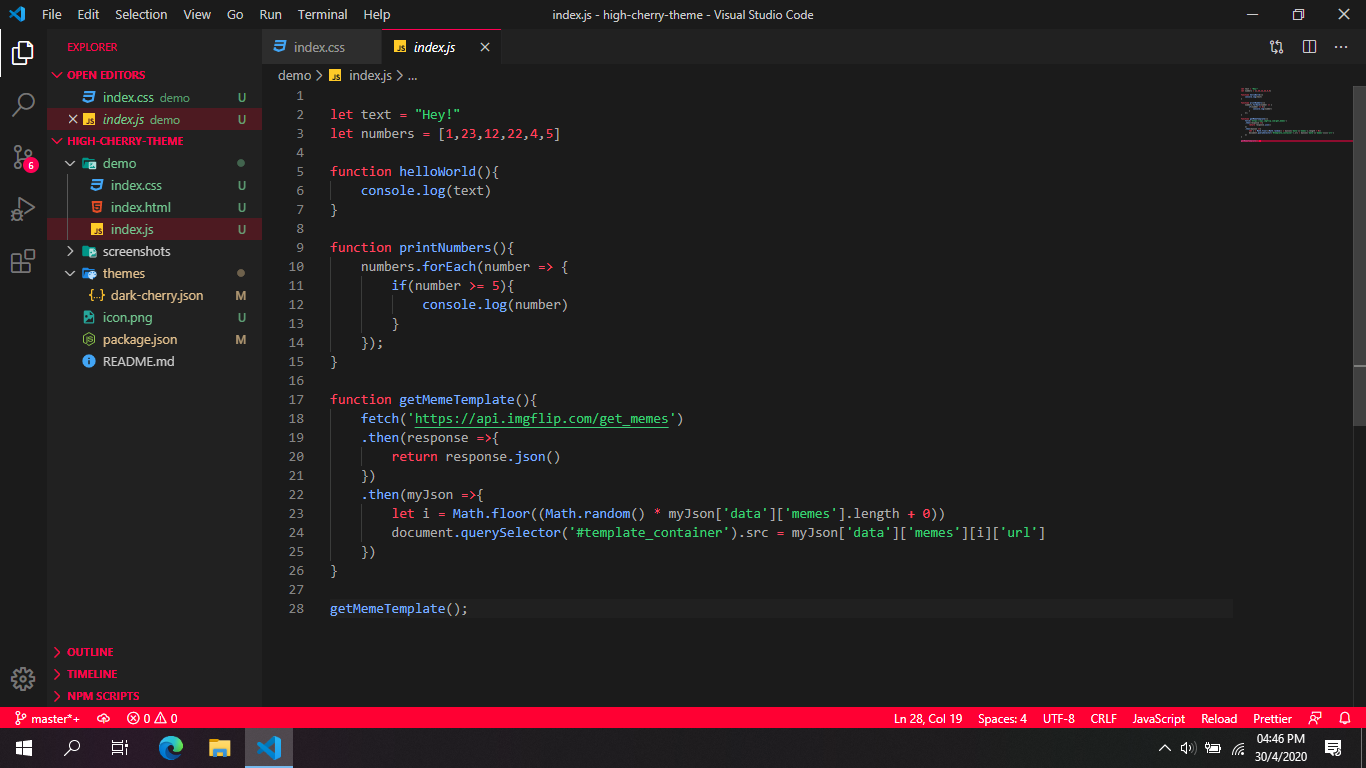 File Edit Selection View Go Run Terminal Help index.js - high-cherry-theme - Visual Studio Code
EXPLORER
OPEN EDITORS
index.css demo U
index.js demo U
HIGH-CHERRY-THEME
demo
index.css U
index.html U
index.js U
screenshots
themes
{..} dark-cherry.json M
icon.png U
package.json M
README.md
OUTLINE
TIMELINE
NPM SCRIPTS
6
index.css index.js
demo > JS index.js > ...
1
2 let text = "Hey!"
3 let numbers = [1,23,12,22,4,5]
4
5 function helloWorld(){
6 console.log(text)
7 }
8
9 function printNumbers(){
10 numbers.forEach(number => {
11 if(number >= 5){
12 console.log(number)
13 }
14 });
15 }
16
17 function getMemeTemplate(){
18 fetch('https://api.imgflip.com/get_memes')
19 .then(response =>{
20 return response.json()
21 })
22 .then(myJson =>{
23 let i = Math.floor((Math.random() * myJson['data']['memes'].length + 0))
24 document.querySelector('#template_container').src = myJson['data']['memes'][i]['url']
25 })
26 }
27
28 getMemeTemplate();
master*+ 0 0 Ln 28, Col 19 Spaces: 4 UTF-8 CRLF JavaScript Reload Prettier
04:46 PM
30/4/2020